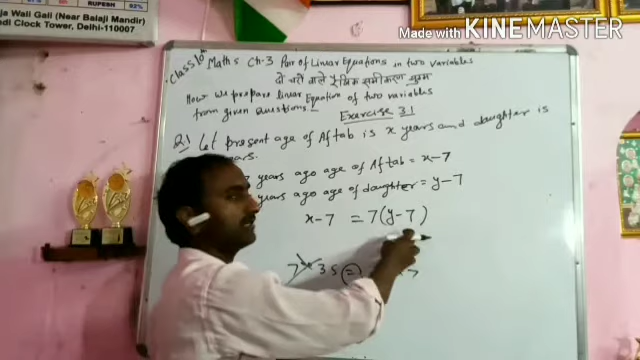 RUPESH 82%
ja Wali Gali (Near Balaji Mandir)
di Clock Tower, Delhi-110007
Made with KINEMASTER
Class 10th Maths Ch. 3 Pair of Linear Equations in two variables
दो चरों वाले रैखिक समीकरण युग्म
How we prepare linear Equation of two variables
from given Questions
Exercise 3.1
Q.1 Let present age of Aftab is x years and daughter is
years.
years ago age of Aftab = x-7
years ago age of daughter = y-7
x-7 = 7(y-7)
35 =